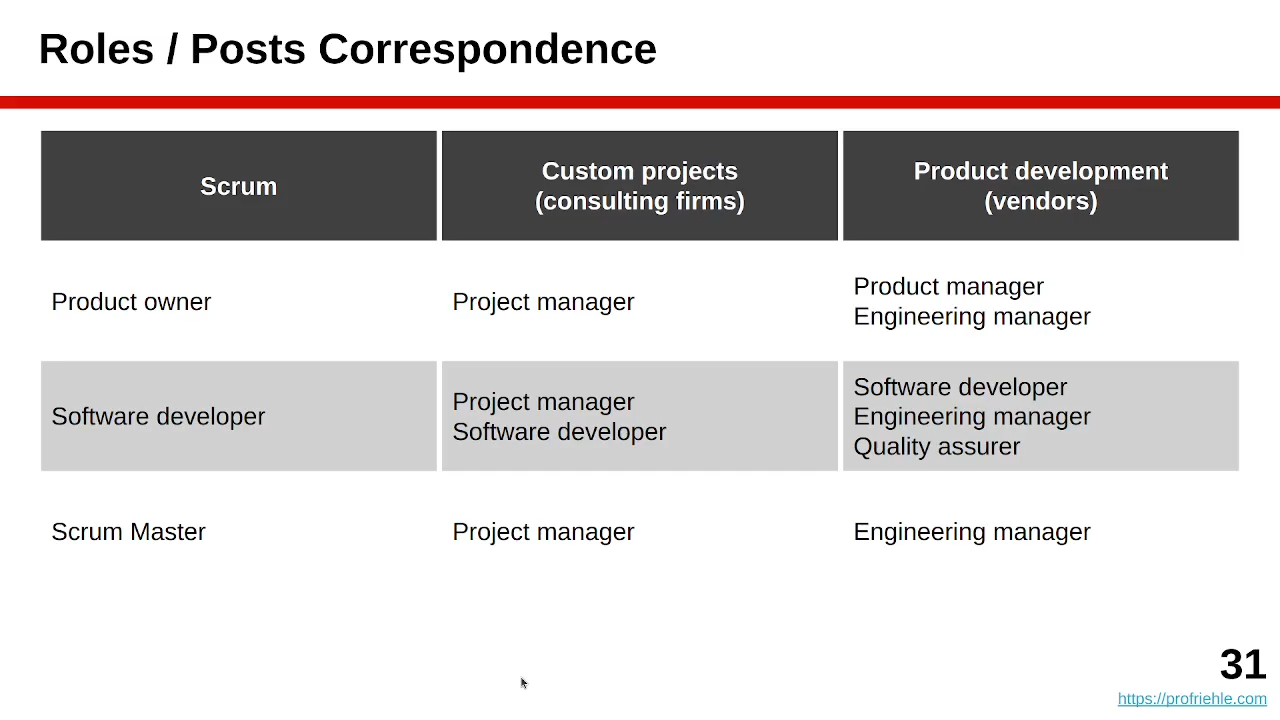 Roles / Posts Correspondence
Scrum
Custom projects
(consulting firms)
Product development
(vendors)
Product owner
Project manager
Product manager
Engineering manager
Software developer
Project manager
Software developer
Software developer
Engineering manager
Quality assurer
Scrum Master
Project manager
Engineering manager
31
https://profriehle.com